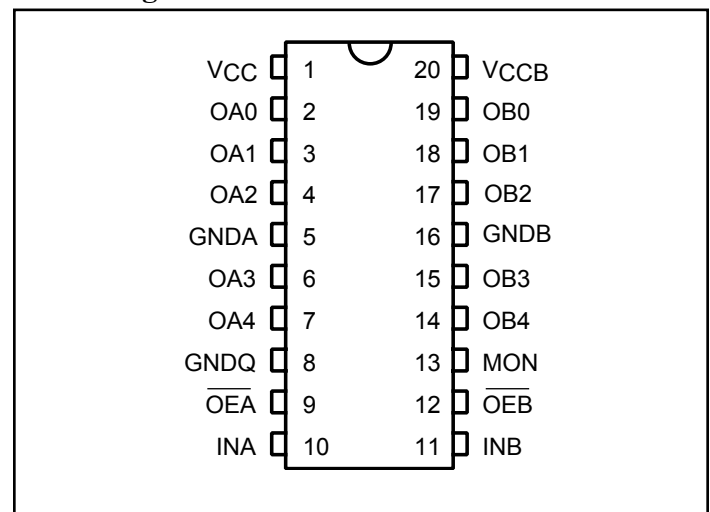 VCC 1 20 VCCB
OA0 2 19 OB0
OA1 3 18 OB1
OA2 4 17 OB2
GNDA 5 16 GNDB
OA3 6 15 OB3
OA4 7 14 OB4
GNDQ 8 13 MON
O̅E̅A̅ 9 12 O̅E̅B̅
INA 10 11 INB